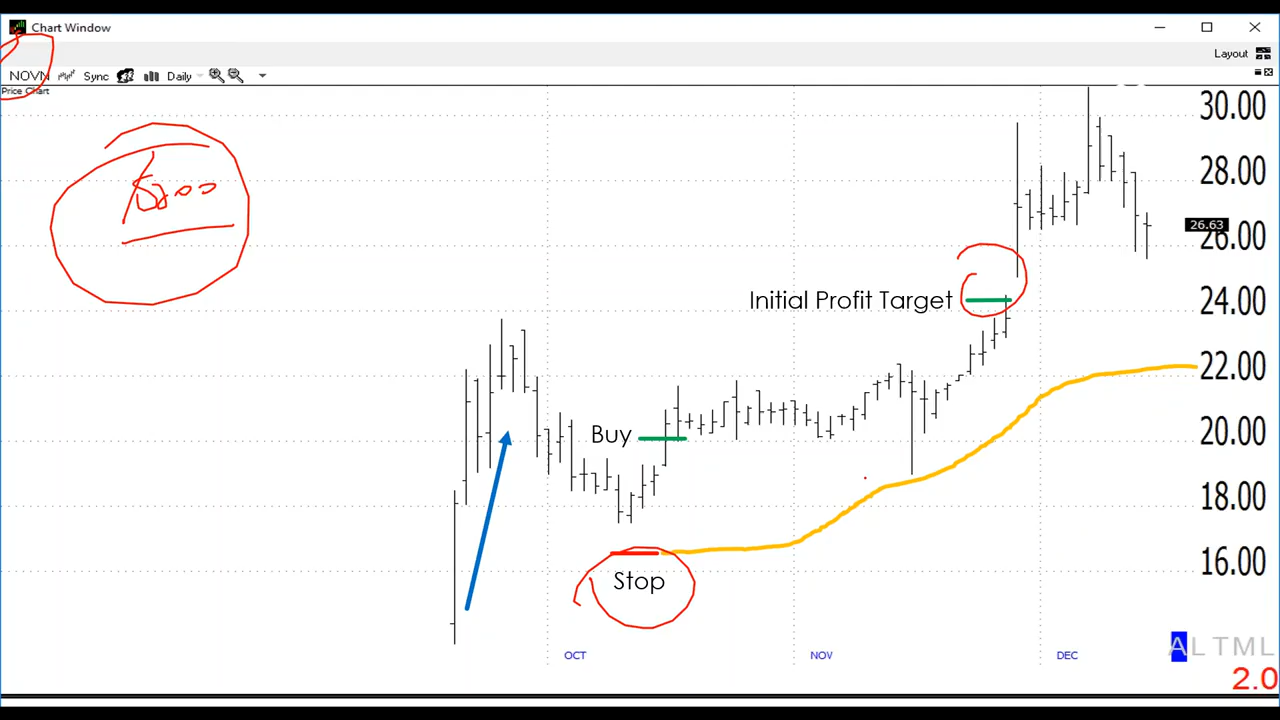 Chart Window
Layout
NOVN Sync Daily
Price Chart
30.00
28.00
26.63
26.00
Initial Profit Target
24.00
22.00
Buy
20.00
18.00
16.00
Stop
OCT NOV DEC
ALTML
2.0